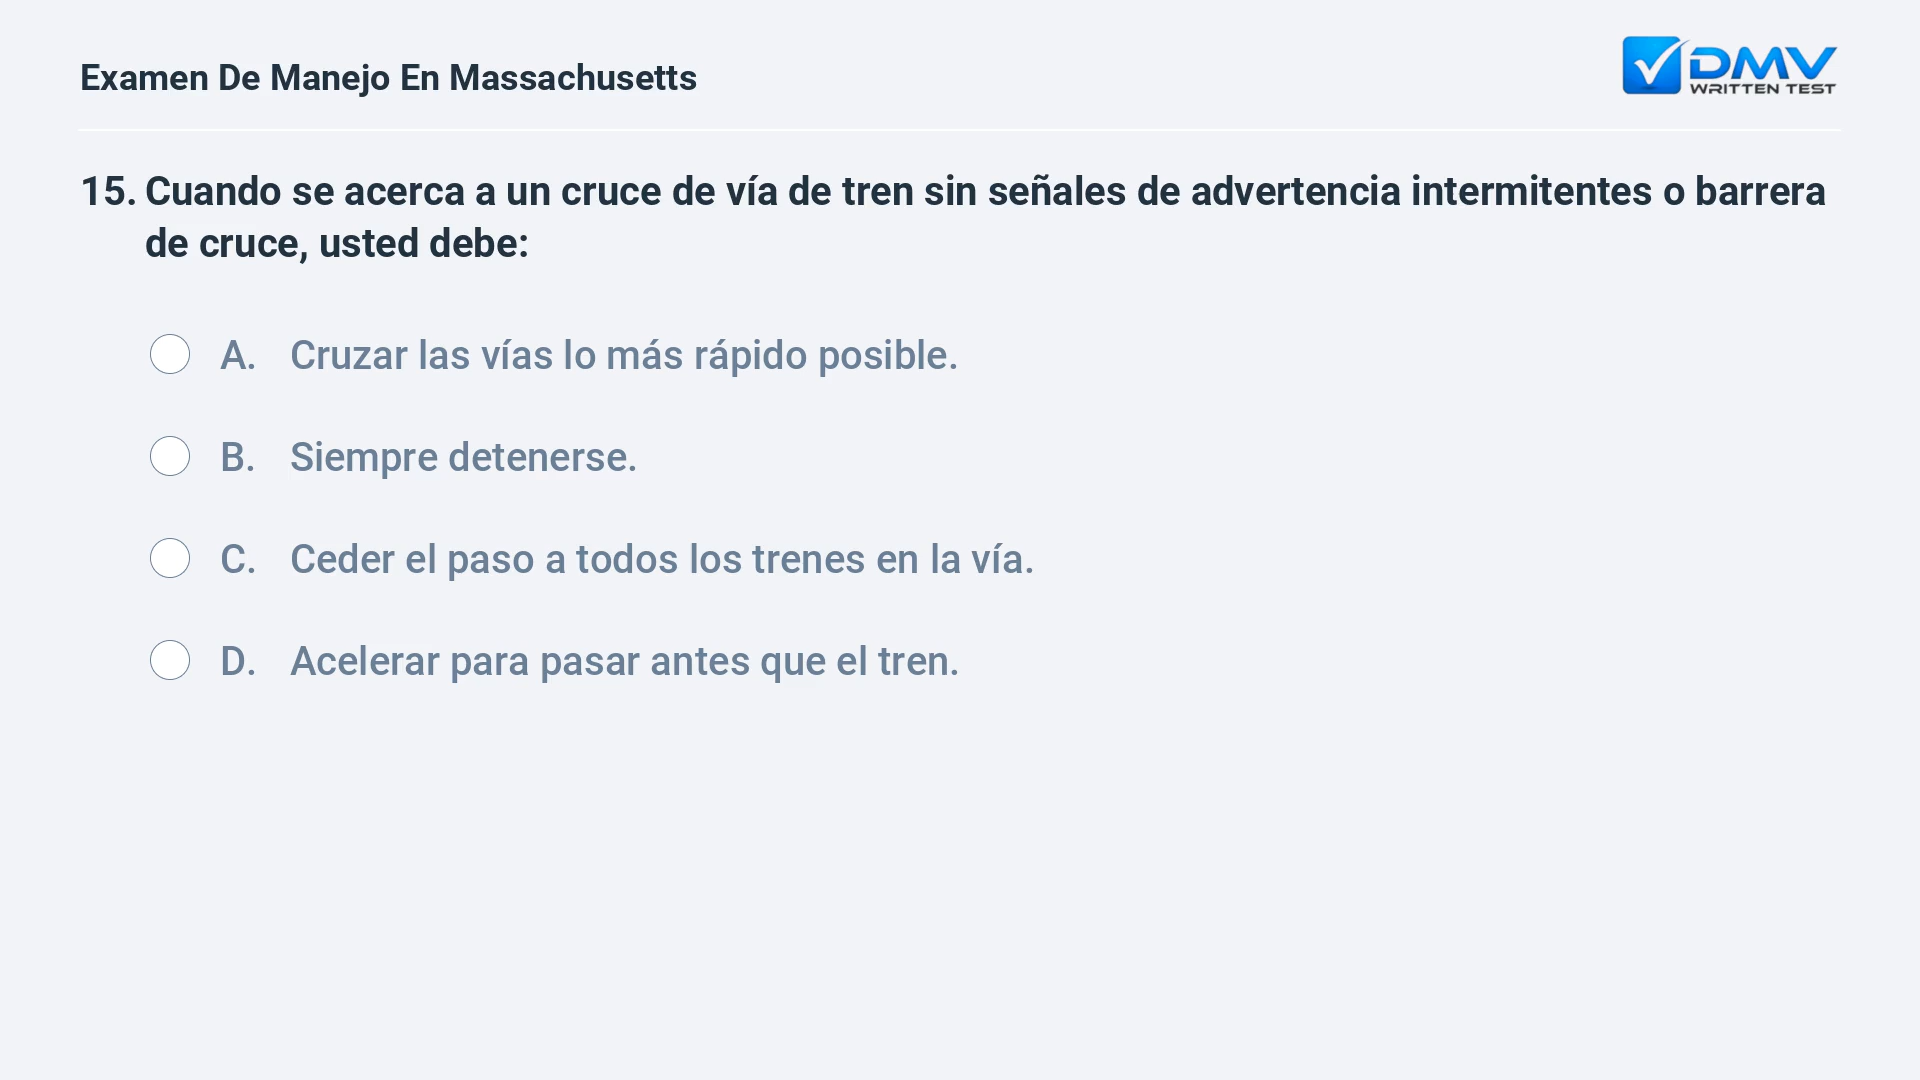 Examen De Manejo En Massachusetts
DMV
WRITTEN TEST
15. Cuando se acerca a un cruce de vía de tren sin señales de advertencia intermitentes o barrera
de cruce, usted debe:
A. Cruzar las vías lo más rápido posible.
B. Siempre detenerse.
C. Ceder el paso a todos los trenes en la vía.
D. Acelerar para pasar antes que el tren.